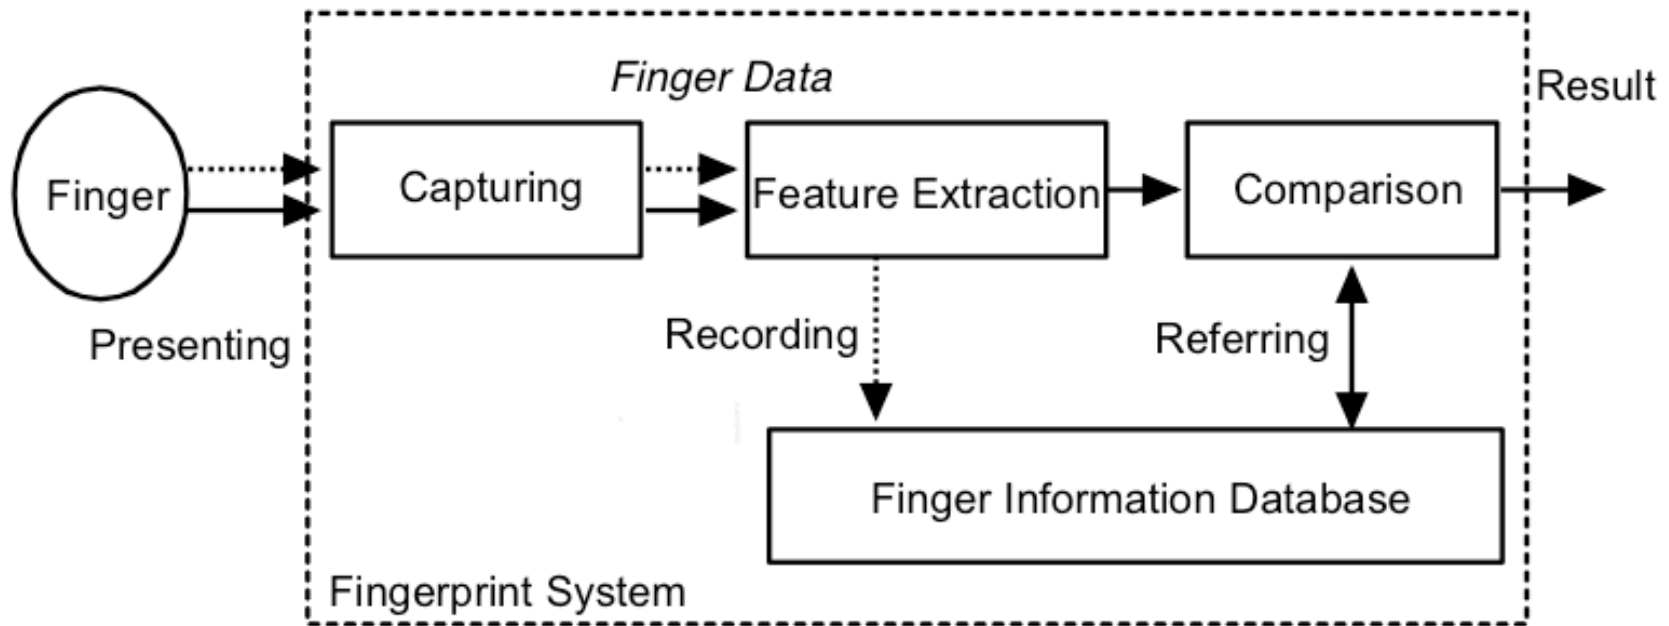 Finger Data
Result
Finger
Capturing
Feature Extraction
Comparison
Presenting
Recording
Referring
Finger Information Database
Fingerprint System